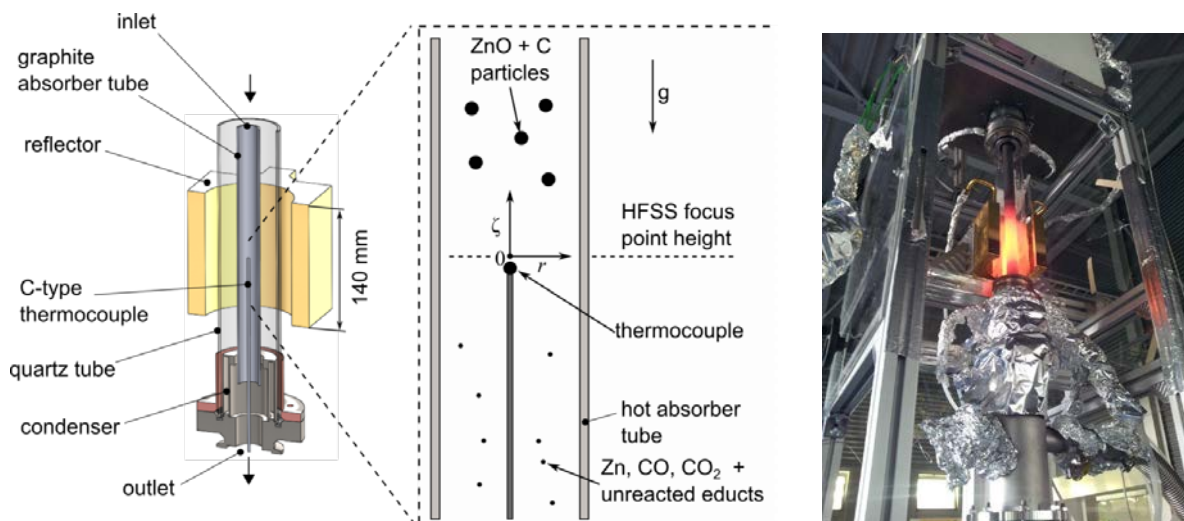 inlet
graphite
absorber tube
reflector
C-type
thermocouple
quartz tube
condenser
outlet
140 mm
ZnO + C
particles
g
ζ
0
r
HFSS focus
point height
thermocouple
hot absorber
tube
Zn, CO, CO₂ +
unreacted educts